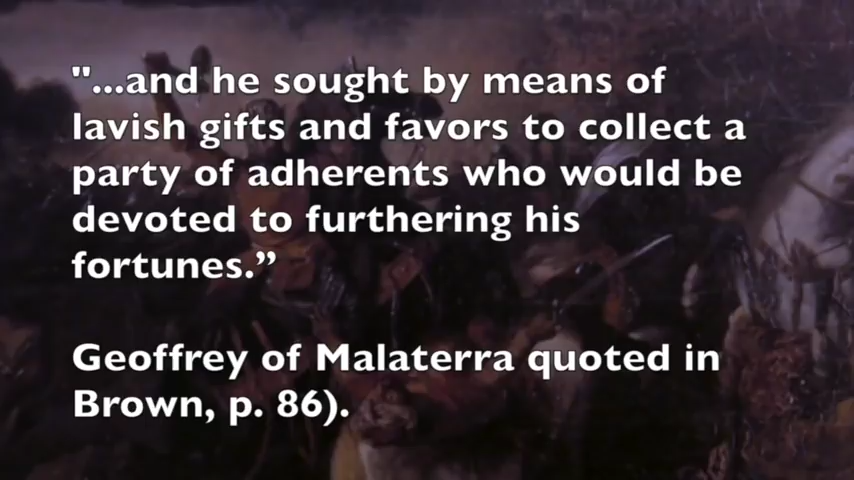 "...and he sought by means of
lavish gifts and favors to collect a
party of adherents who would be
devoted to furthering his
fortunes.”
Geoffrey of Malaterra quoted in
Brown, p. 86).